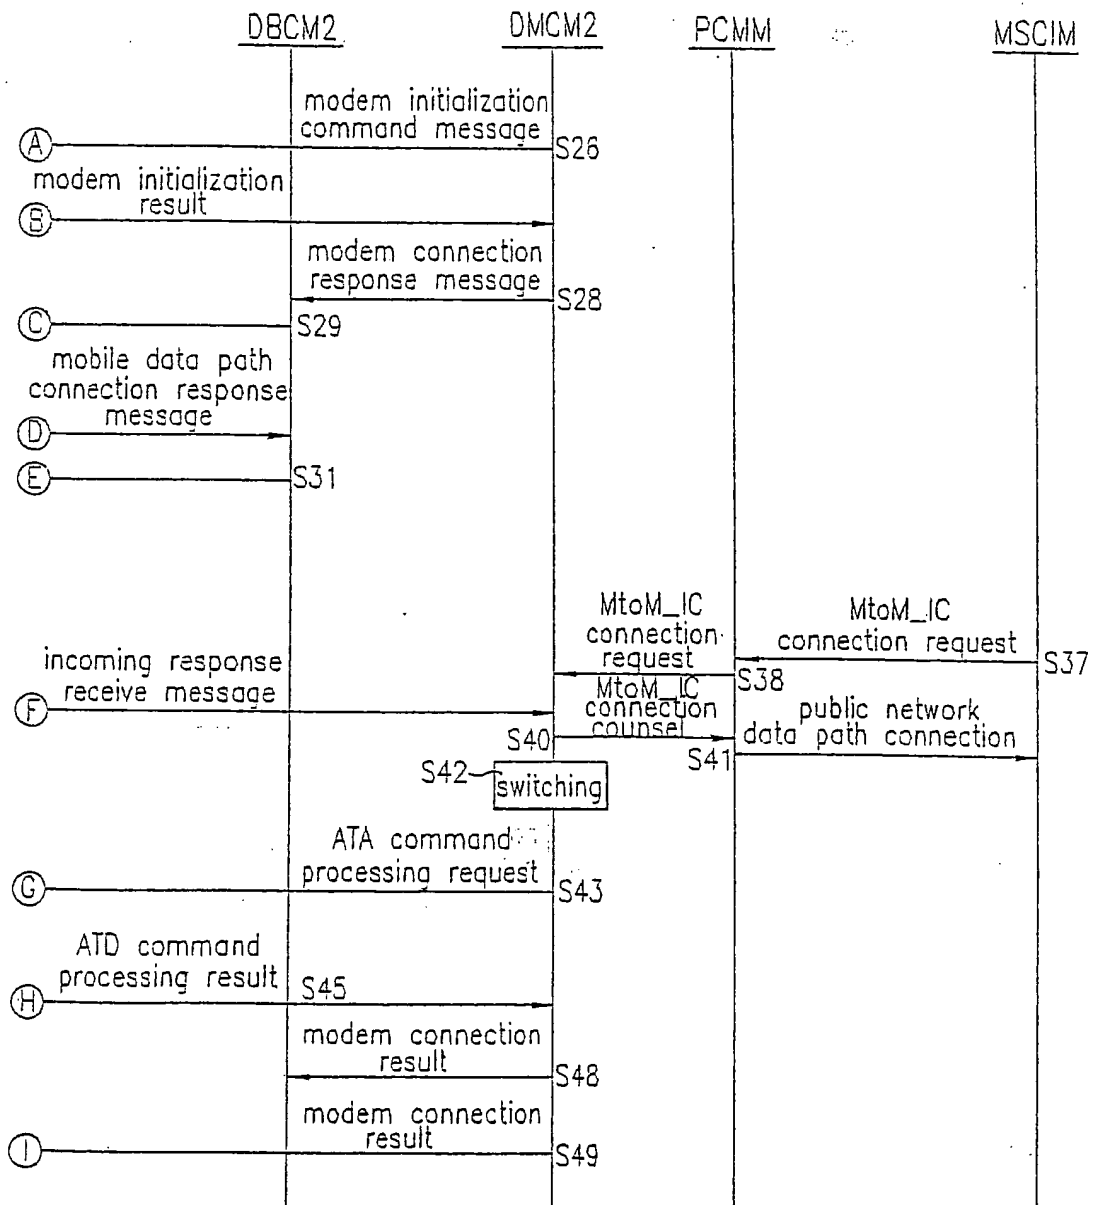 DBCM2 DMCM2 PCMM MSCIM
modem initialization
command message
A S26
modem initialization
result
B
modem connection
response message
S28
C S29
mobile data path
connection response
message
D
E S31
MtoM_IC
connection
request
MtoM_IC
connection request
S37
S38
incoming response
receive message
F
MtoM_IC
connection
counsel
public network
data path connection
S40
S41
S42
switching
ATA command
processing request
G S43
ATD command
processing result
H S45
modem connection
result
S48
modem connection
result
I S49